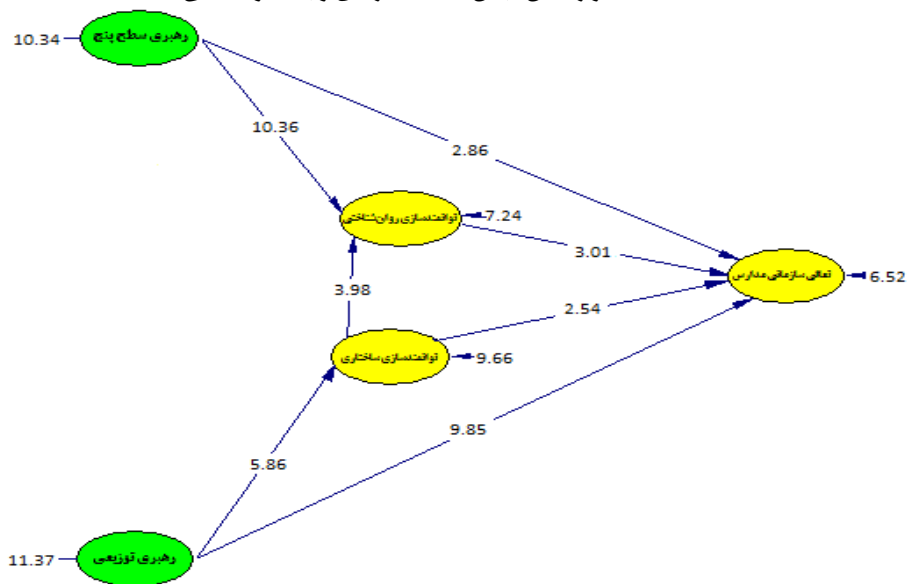 رهبری سطح پنج
10.34
10.36
2.86
توانمندسازی روان‌شناختی
7.24
3.01
تعالی سازمانی مدارس
6.52
3.98
2.54
توانمندسازی ساختاری
9.66
9.85
5.86
رهبری توزیعی
11.37